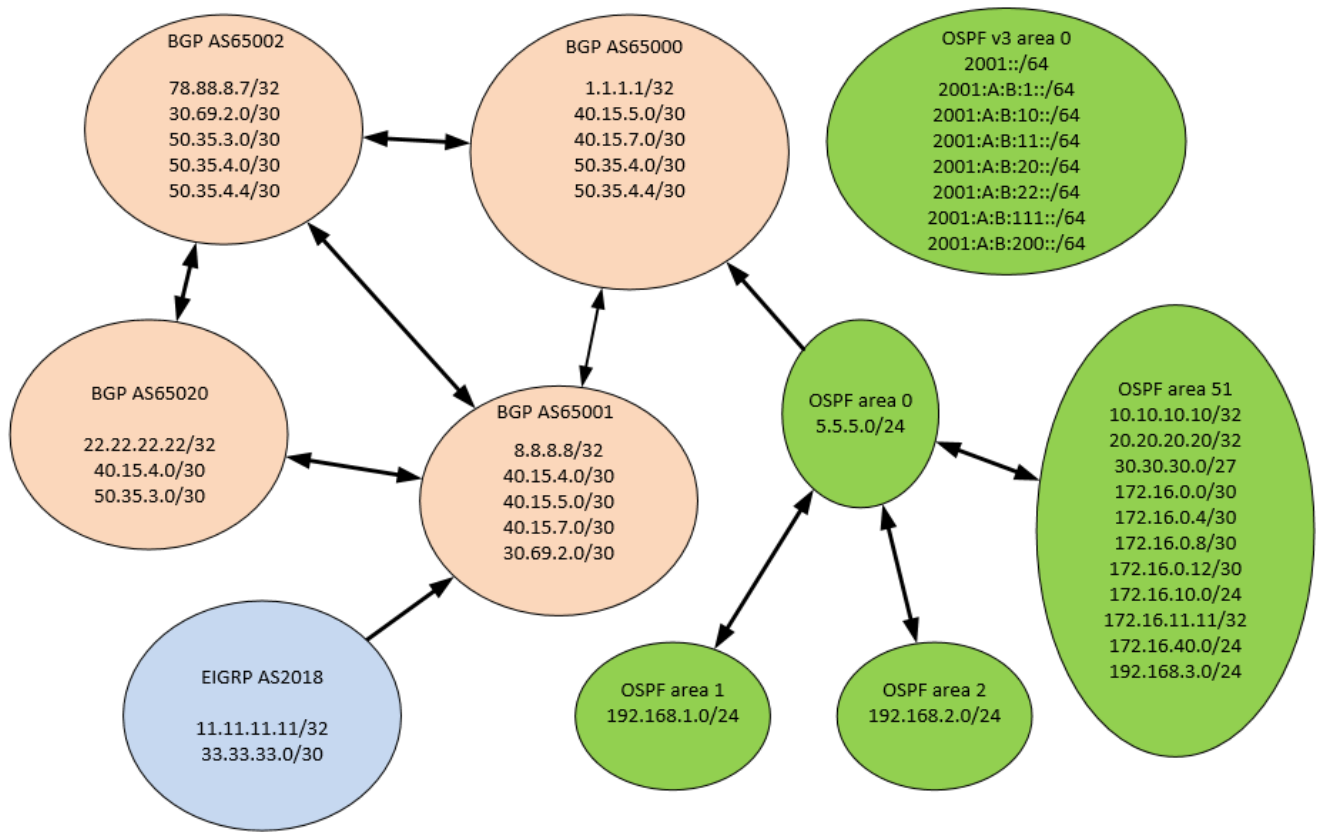 BGP AS65002
78.88.8.7/32
30.69.2.0/30
50.35.3.0/30
50.35.4.0/30
50.35.4.4/30
BGP AS65000
1.1.1.1/32
40.15.5.0/30
40.15.7.0/30
50.35.4.0/30
50.35.4.4/30
OSPF v3 area 0
2001::/64
2001:A:B:1::/64
2001:A:B:10::/64
2001:A:B:11::/64
2001:A:B:20::/64
2001:A:B:22::/64
2001:A:B:111::/64
2001:A:B:200::/64
BGP AS65020
22.22.22.22/32
40.15.4.0/30
50.35.3.0/30
BGP AS65001
8.8.8.8/32
40.15.4.0/30
40.15.5.0/30
40.15.7.0/30
30.69.2.0/30
OSPF area 0
5.5.5.0/24
OSPF area 51
10.10.10.10/32
20.20.20.20/32
30.30.30.0/27
172.16.0.0/30
172.16.0.4/30
172.16.0.8/30
172.16.0.12/30
172.16.10.0/24
172.16.11.11/32
172.16.40.0/24
192.168.3.0/24
EIGRP AS2018
11.11.11.11/32
33.33.33.0/30
OSPF area 1
192.168.1.0/24
OSPF area 2
192.168.2.0/24